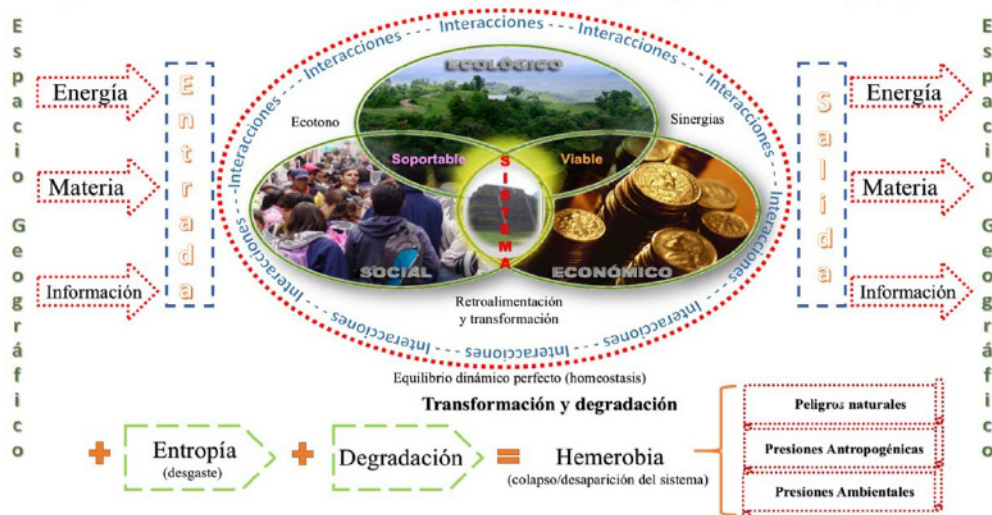 Espacio Geográfico
Energía
Materia
Información
Entrada
Interacciones --- Interacciones --- Interacciones --- Interacciones --- Interacciones --- Interacciones --- Interacciones --- Interacciones --- Interacciones --- Interacciones
ECOLÓGICO
Ecotono
Sinergias
Soportable
Viable
SISTEMA
SOCIAL
ECONÓMICO
Retroalimentación
y transformación
Salida
Energía
Materia
Información
Espacio Geográfico
Equilibrio dinámico perfecto (homeostasis)
Transformación y degradación
+
Entropía
(desgaste)
+
Degradación
=
Hemerobia
(colapso/desaparición del sistema)
Peligros naturales
Presiones Antropogénicas
Presiones Ambientales